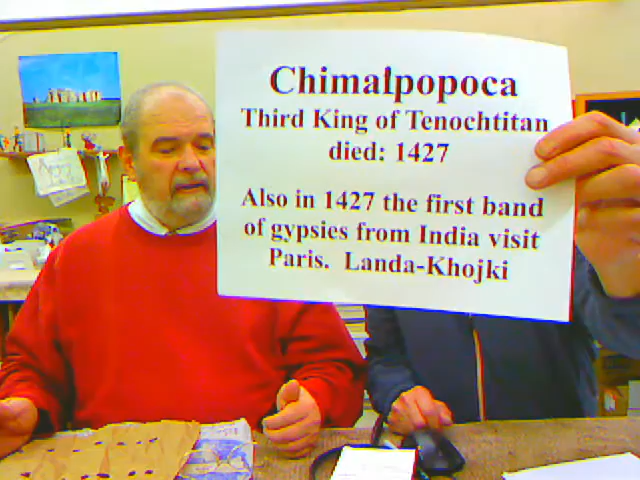 Chimalpopoca
Third King of Tenochtitan
died: 1427
Also in 1427 the first band
of gypsies from India visit
Paris. Landa-Khojki